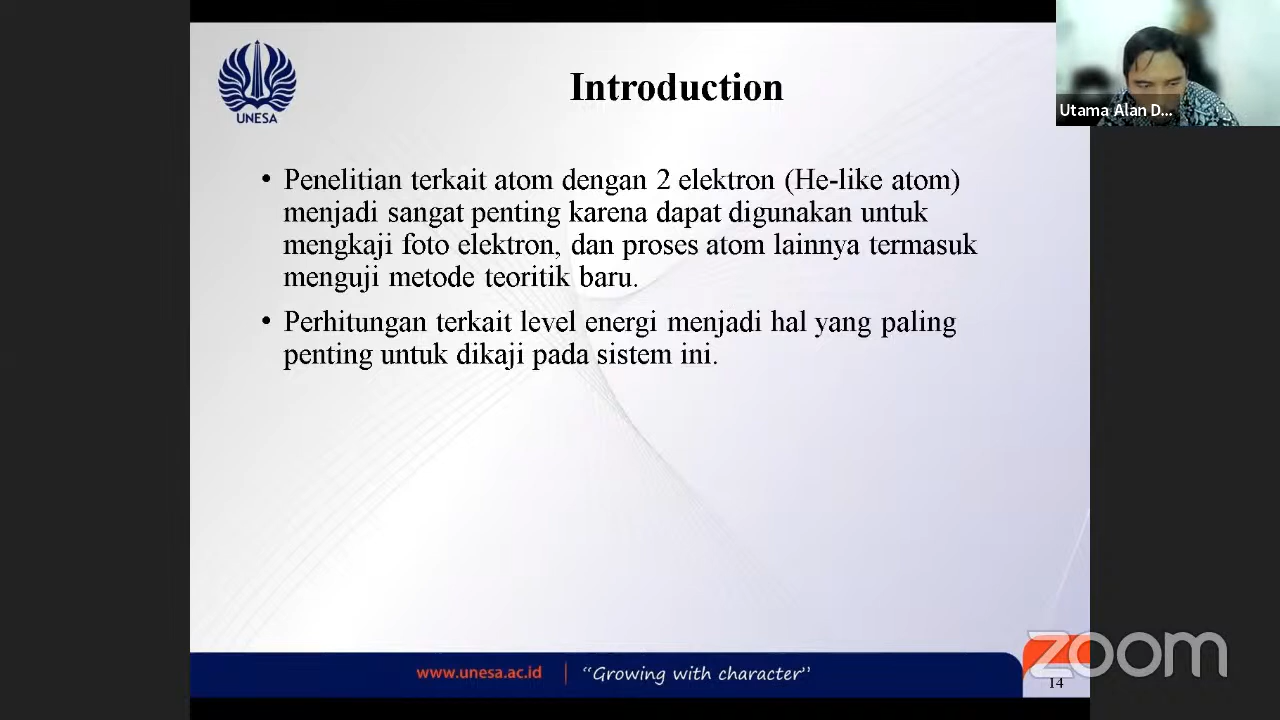 UNESA
Introduction
Utama Alan D...
• Penelitian terkait atom dengan 2 elektron (He-like atom)
menjadi sangat penting karena dapat digunakan untuk
mengkaji foto elektron, dan proses atom lainnya termasuk
menguji metode teoritik baru.
• Perhitungan terkait level energi menjadi hal yang paling
penting untuk dikaji pada sistem ini.
www.unesa.ac.id
“Growing with character”
zoom
14